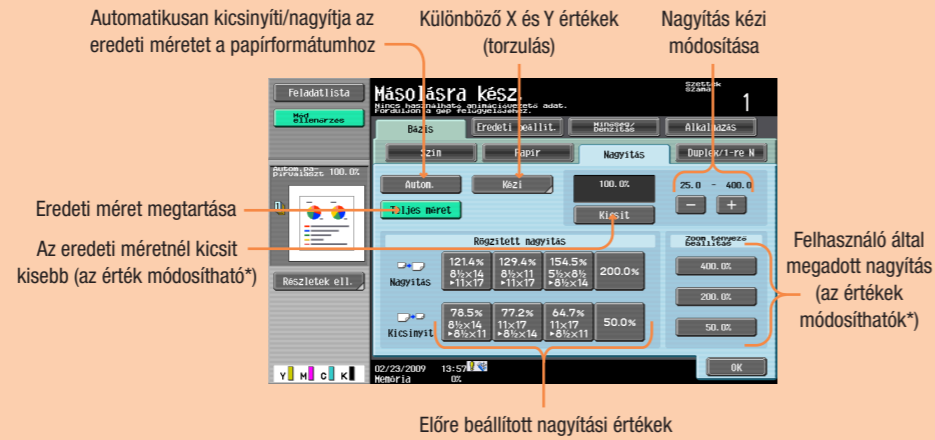 Automatikusan kicsinyíti/nagyítja az
eredeti méretet a papírformátumhoz
Különböző X és Y értékek
(torzulás)
Nagyítás kézi
módosítása
Feladatlista
Mód
ellenőrzés
Másolásra kész.
Nincs használható animációvezető adat.
Forduljon a gép felügyelőjéhez.
Szettek
száma
1
Bázis
Eredeti beállít.
Minőség/
Denzitás
Alkalmazás
Szín
Papír
Nagyítás
Duplex/1-re N
Autom.pa-
pírválaszt 100.0%
Autom.
Kézi
100.0%
25.0 - 400.0
− +
Teljes méret
Kicsit
Eredeti méret megtartása
Az eredeti méretnél kicsit
kisebb (az érték módosítható*)
Rögzített nagyítás
Zoom tényező
beállítás
Nagyítás
121.4%
8½×14
▸11×17
129.4%
8½×11
▸11×17
154.5%
5½×8½
▸8½×11
200.0%
400.0%
200.0%
50.0%
Kicsinyít
78.5%
8½×14
▸8½×11
77.2%
11×17
▸8½×14
64.7%
11×17
▸8½×11
50.0%
Felhasználó által
megadott nagyítás
(az értékek
módosíthatók*)
Részletek ell.
Y M C K
02/23/2009 13:57
Memória 0%
OK
Előre beállított nagyítási értékek